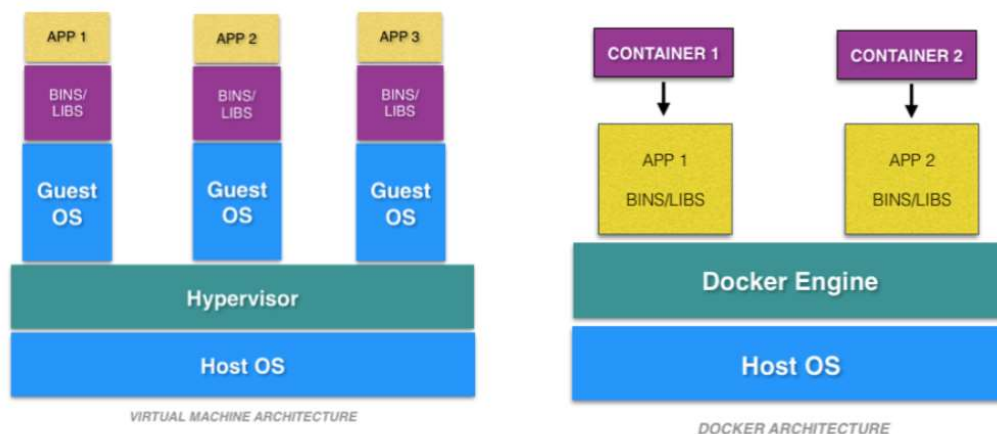 APP 1
APP 2
APP 3
BINS/
LIBS
BINS/
LIBS
BINS/
LIBS
Guest
OS
Guest
OS
Guest
OS
Hypervisor
Host OS
VIRTUAL MACHINE ARCHITECTURE
CONTAINER 1
CONTAINER 2
APP 1
BINS/LIBS
APP 2
BINS/LIBS
Docker Engine
Host OS
DOCKER ARCHITECTURE